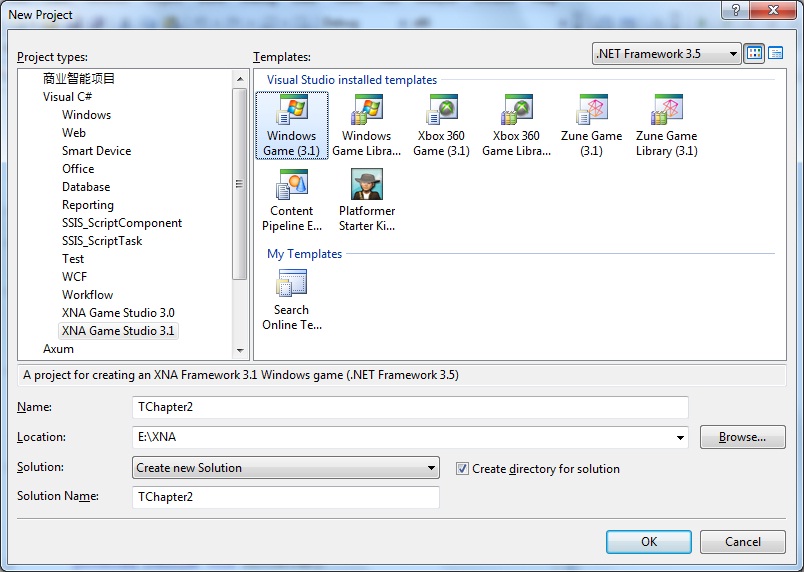 New Project
Project types:
Templates:
.NET Framework 3.5
商业智能项目
Visual C#
Windows
Web
Smart Device
Office
Database
Reporting
SSIS_ScriptComponent
SSIS_ScriptTask
Test
WCF
Workflow
XNA Game Studio 3.0
XNA Game Studio 3.1
Axum
Visual Studio installed templates
Windows Game (3.1)
Windows Game Libra...
Xbox 360 Game (3.1)
Xbox 360 Game Libra...
Zune Game (3.1)
Zune Game Library (3.1)
Content Pipeline E...
Platformer Starter Ki...
My Templates
Search Online Te...
A project for creating an XNA Framework 3.1 Windows game (.NET Framework 3.5)
Name:
TChapter2
Location:
E:\XNA
Browse...
Solution:
Create new Solution
Create directory for solution
Solution Name:
TChapter2
OK
Cancel